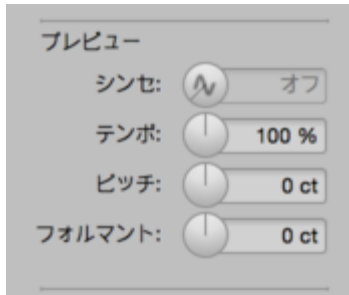 プレビュー
シンセ: オフ
テンポ: 100 %
ピッチ: 0 ct
フォルマント: 0 ct